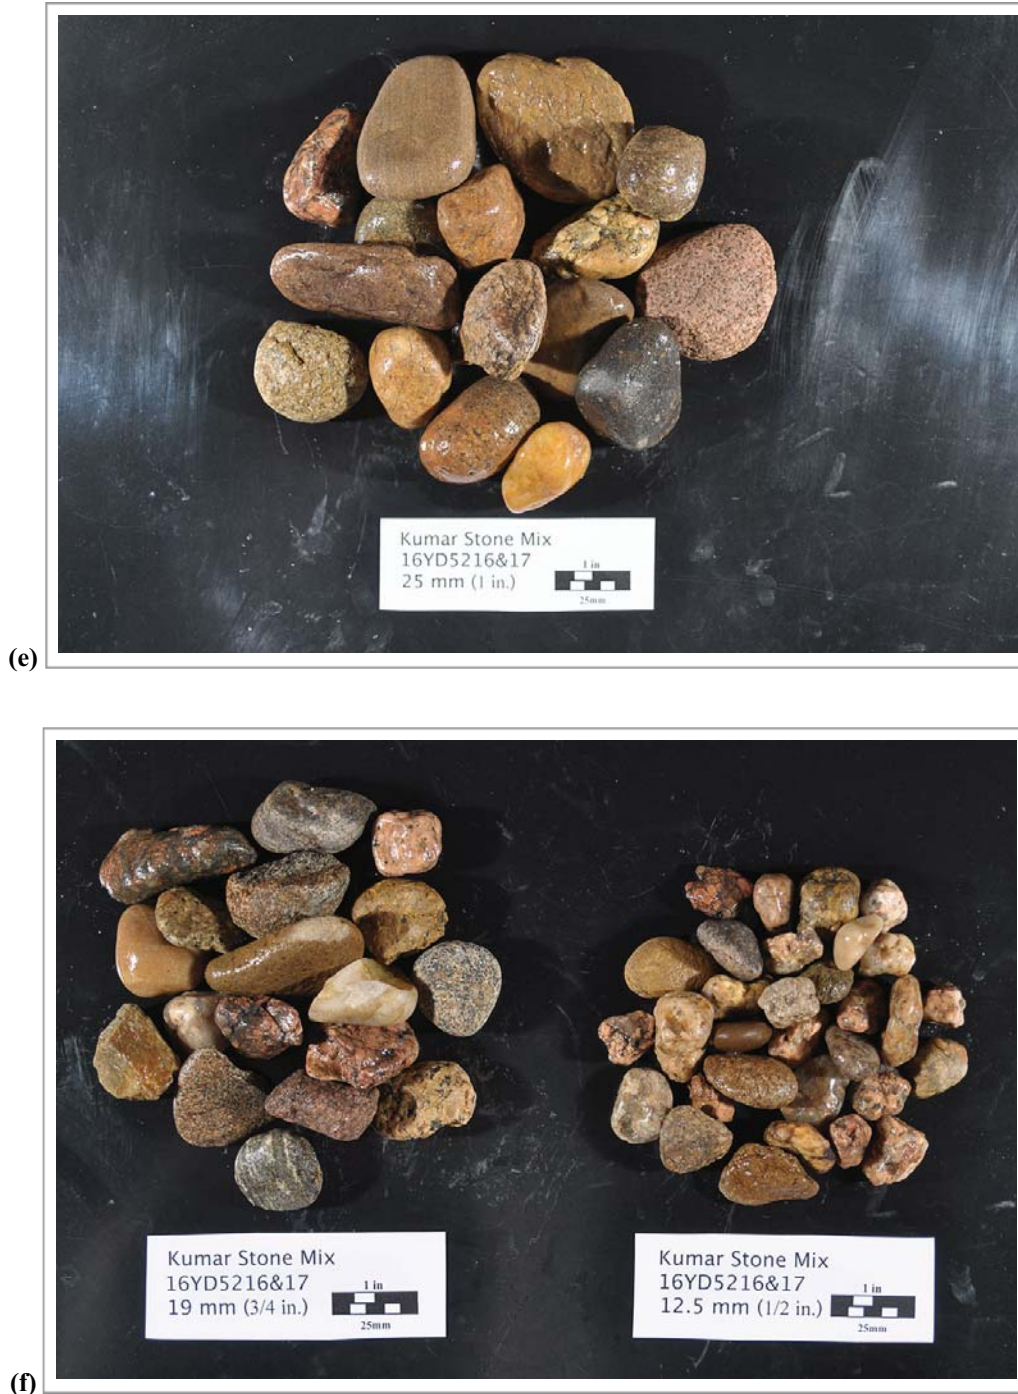 Kumar Stone Mix
16YD5216&17
25 mm (1 in.)
1 in
25mm
(e)
Kumar Stone Mix
16YD5216&17
19 mm (3/4 in.)
1 in
25mm
Kumar Stone Mix
16YD5216&17
12.5 mm (1/2 in.)
1 in
25mm
(f)